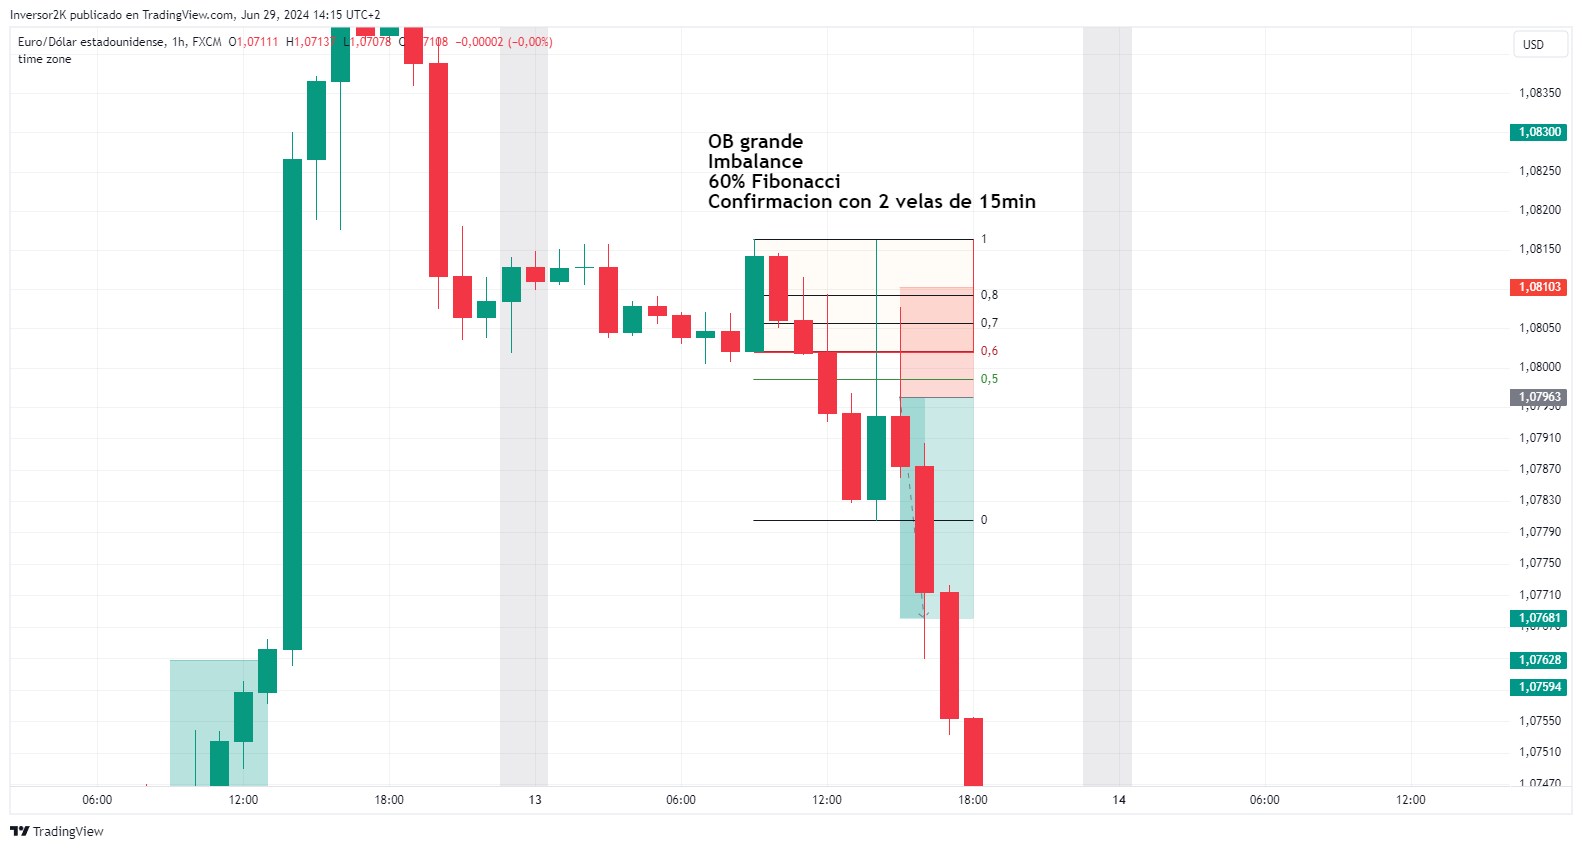 Inversor2K publicado en TradingView.com, Jun 29, 2024 14:15 UTC+2
Euro/Dólar estadounidense, 1h, FXCM O1,07111 H1,07137 L1,07078 −0,00002 (−0,00%)
time zone
USD
OB grande
Imbalance
60% Fibonacci
Confirmacion con 2 velas de 15min
1
0,8
0,7
0,6
0,5
0
1,08350
1,08300
1,08250
1,08200
1,08150
1,08103
1,08050
1,08000
1,07963
1,07950
1,07910
1,07870
1,07830
1,07790
1,07750
1,07710
1,07681
1,07670
1,07628
1,07594
1,07550
1,07510
1,07470
06:00 12:00 18:00 13 06:00 12:00 18:00 14 06:00 12:00
TradingView